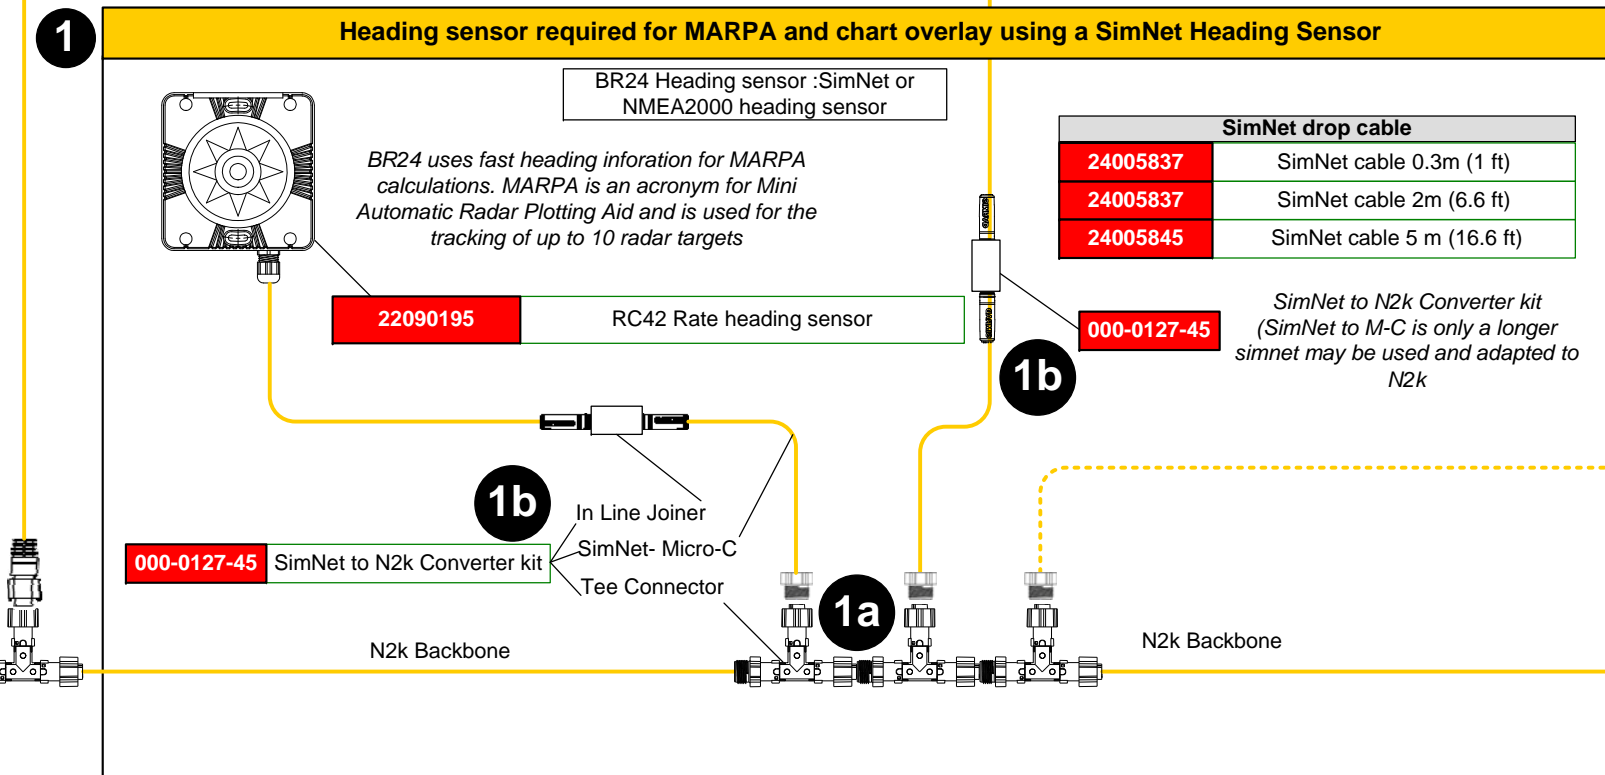 1
Heading sensor required for MARPA and chart overlay using a SimNet Heading Sensor
BR24 Heading sensor :SimNet or
NMEA2000 heading sensor
BR24 uses fast heading inforation for MARPA
calculations. MARPA is an acronym for Mini
Automatic Radar Plotting Aid and is used for the
tracking of up to 10 radar targets
SimNet drop cable
24005837 SimNet cable 0.3m (1 ft)
24005837 SimNet cable 2m (6.6 ft)
24005845 SimNet cable 5 m (16.6 ft)
22090195 RC42 Rate heading sensor
000-0127-45
SimNet to N2k Converter kit
(SimNet to M-C is only a longer
simnet may be used and adapted to
N2k
1b
1b
In Line Joiner
SimNet- Micro-C
Tee Connector
000-0127-45 SimNet to N2k Converter kit
1a
N2k Backbone
N2k Backbone